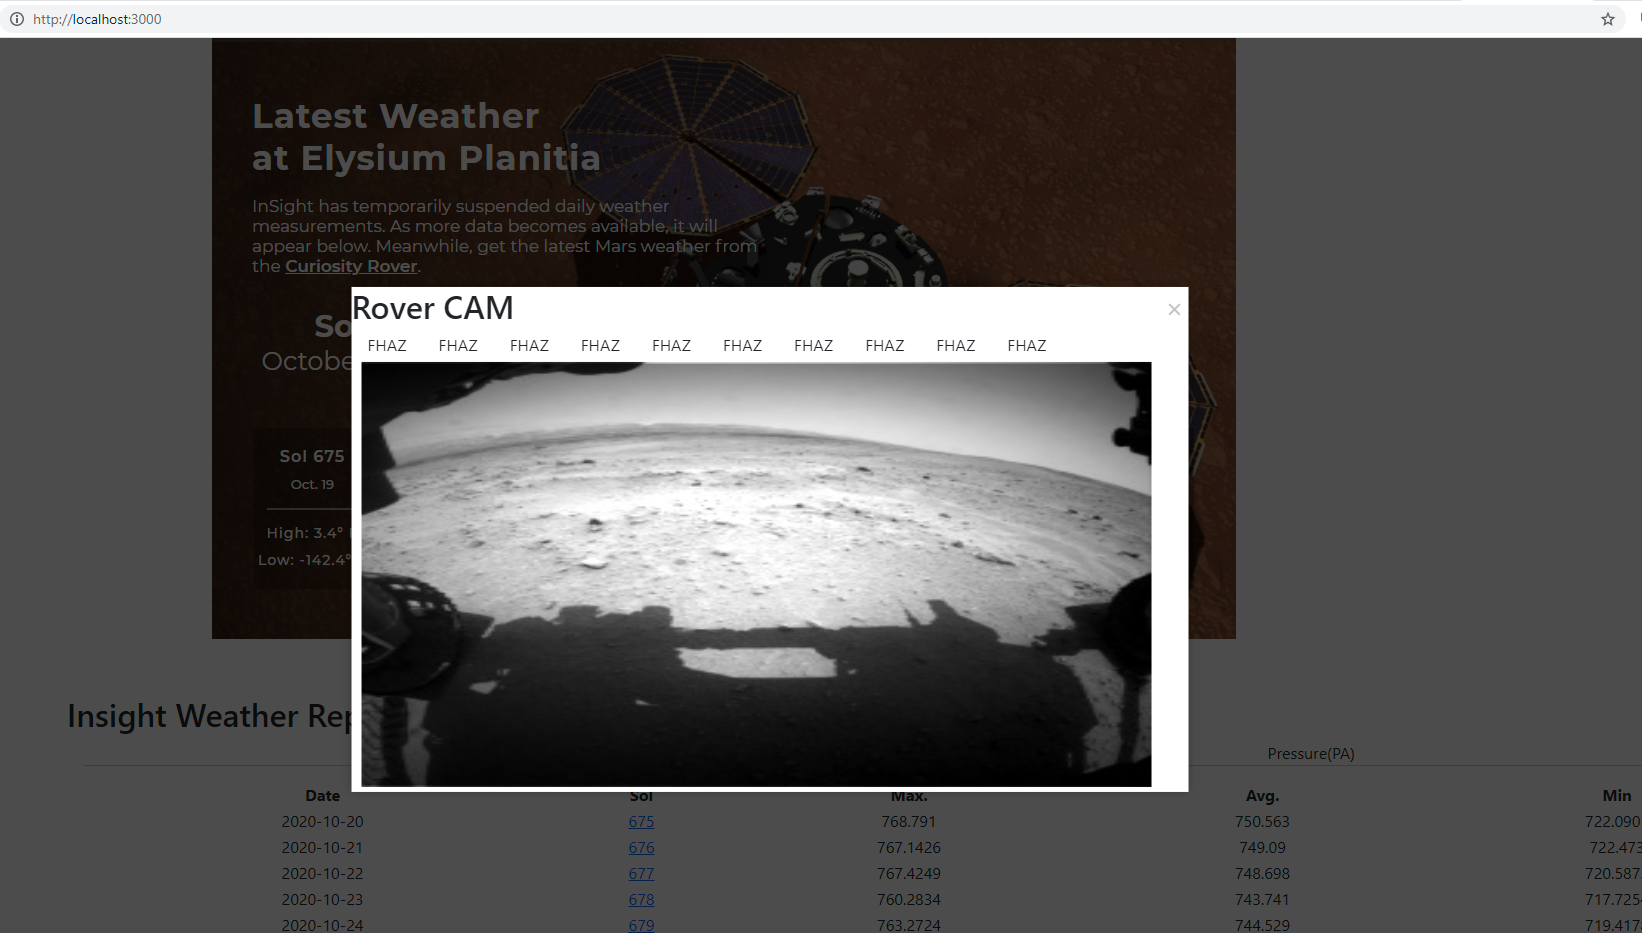 http://localhost:3000
Latest Weather
at Elysium Planitia
InSight has temporarily suspended daily weather
measurements. As more data becomes available, it will
appear below. Meanwhile, get the latest Mars weather from
the Curiosity Rover.
Rover CAM ×
FHAZ FHAZ FHAZ FHAZ FHAZ FHAZ FHAZ FHAZ FHAZ FHAZ
So
Octobe
Sol 675
Oct. 19
High: 3.4°
Low: -142.4°
Insight Weather Rep
Pressure(PA)
Date Sol Max. Avg. Min
2020-10-20 675 768.791 750.563 722.090
2020-10-21 676 767.1426 749.09 722.473
2020-10-22 677 767.4249 748.698 720.587
2020-10-23 678 760.2834 743.741 717.725
2020-10-24 679 763.2724 744.529 719.417